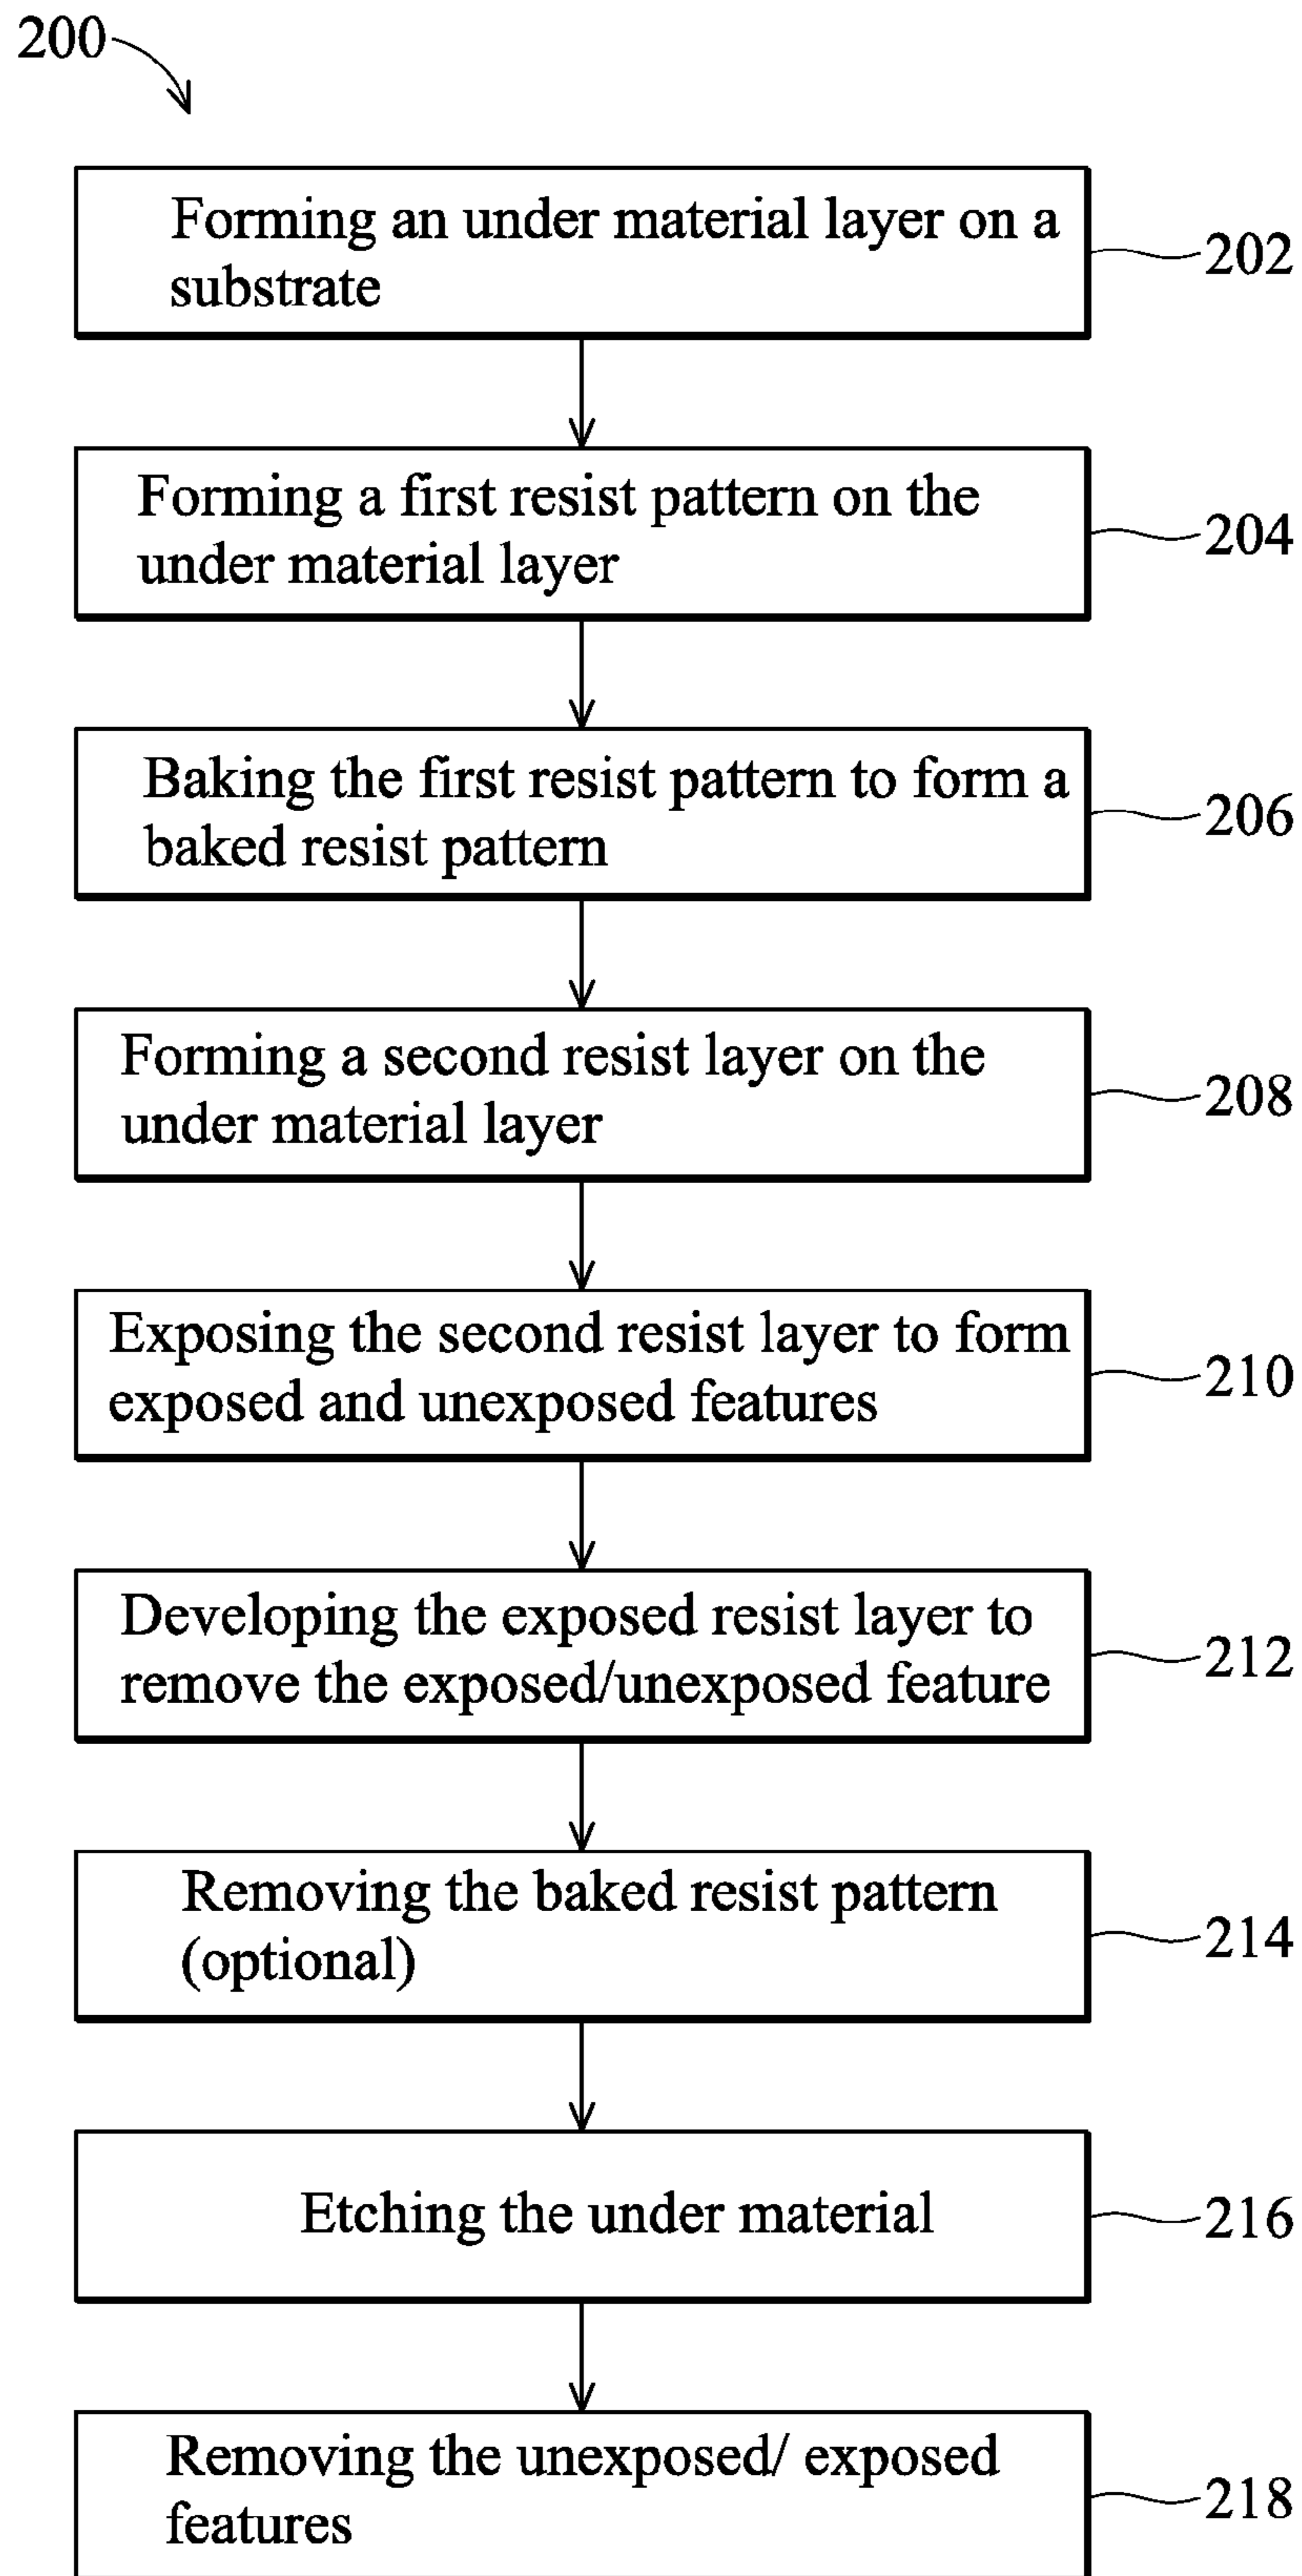 200
Forming an under material layer on a
substrate
202
Forming a first resist pattern on the
under material layer
204
Baking the first resist pattern to form a
baked resist pattern
206
Forming a second resist layer on the
under material layer
208
Exposing the second resist layer to form
exposed and unexposed features
210
Developing the exposed resist layer to
remove the exposed/unexposed feature
212
Removing the baked resist pattern
(optional)
214
Etching the under material
216
Removing the unexposed/ exposed
features
218